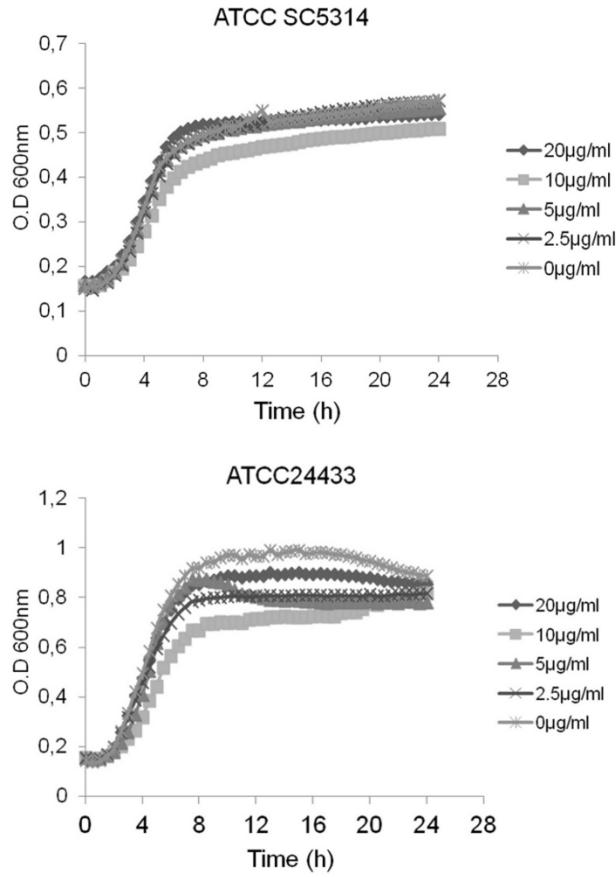 ATCC SC5314
0,7
0,6
0,5
0,4
0,3
0,2
0,1
0
O.D 600nm
0 4 8 12 16 20 24 28
Time (h)
20µg/ml
10µg/ml
5µg/ml
2.5µg/ml
0µg/ml
ATCC24433
1,2
1
0,8
0,6
0,4
0,2
0
O.D 600nm
0 4 8 12 16 20 24 28
Time (h)
20µg/ml
10µg/ml
5µg/ml
2.5µg/ml
0µg/ml